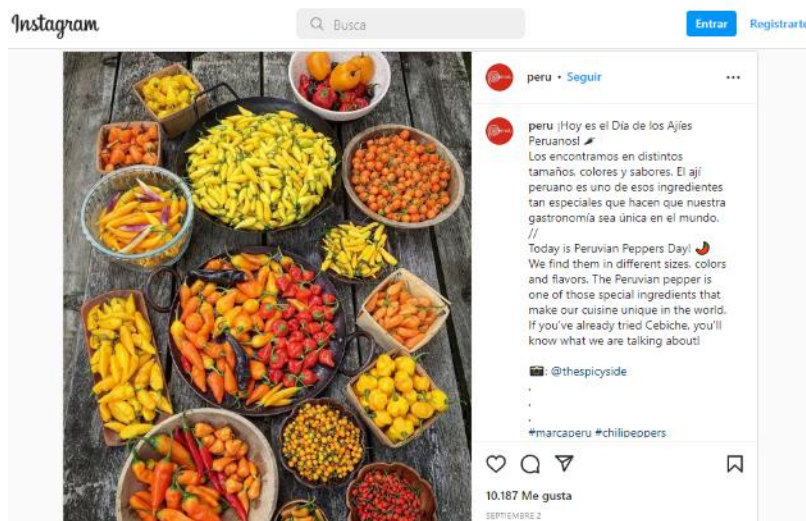 Instagram
Busca
Entrar
Registrarte
peru • Seguir
peru ¡Hoy es el Día de los Ajíes
Peruanos! 🌶
Los encontramos en distintos
tamaños, colores y sabores. El ají
peruano es uno de esos ingredientes
tan especiales que hacen que nuestra
gastronomía sea única en el mundo.
//
Today is Peruvian Peppers Day! 🌶
We find them in different sizes, colors
and flavors. The Peruvian pepper is
one of those special ingredients that
make our cuisine unique in the world.
If you've already tried Cebiche, you'll
know what we are talking about!
📷: @thespicyside
.
.
.
#marcaperu #chilipeppers
10.187 Me gusta
SEPTIEMBRE 2